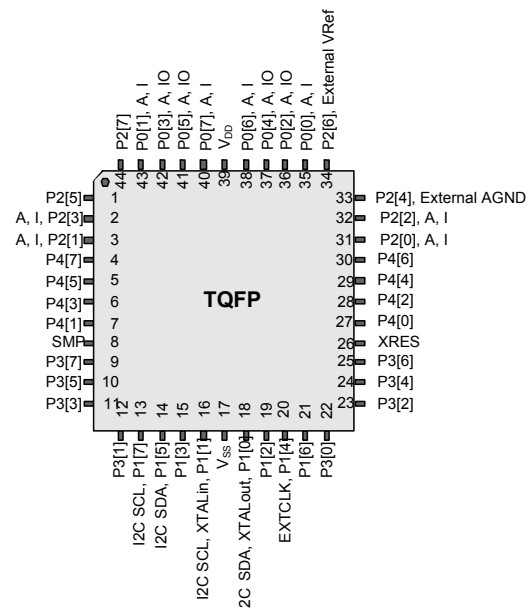 P2[7]
P0[1], A, I
P0[3], A, IO
P0[5], A, IO
P0[7], A, I
VDD
P0[6], A, I
P0[4], A, IO
P0[2], A, IO
P0[0], A, I
P2[6], External VRef
44
43
42
41
40
39
38
37
36
35
34
P2[5] 1
A, I, P2[3] 2
A, I, P2[1] 3
P4[7] 4
P4[5] 5
P4[3] 6
P4[1] 7
SMP 8
P3[7] 9
P3[5] 10
P3[3] 11
TQFP
33 P2[4], External AGND
32 P2[2], A, I
31 P2[0], A, I
30 P4[6]
29 P4[4]
28 P4[2]
27 P4[0]
26 XRES
25 P3[6]
24 P3[4]
23 P3[2]
12
13
14
15
16
17
18
19
20
21
22
P3[1]
I2C SCL, P1[7]
I2C SDA, P1[5]
P1[3]
I2C SCL, XTALin, P1[1]
VSS
2C SDA, XTALout, P1[0]
P1[2]
EXTCLK, P1[4]
P1[6]
P3[0]